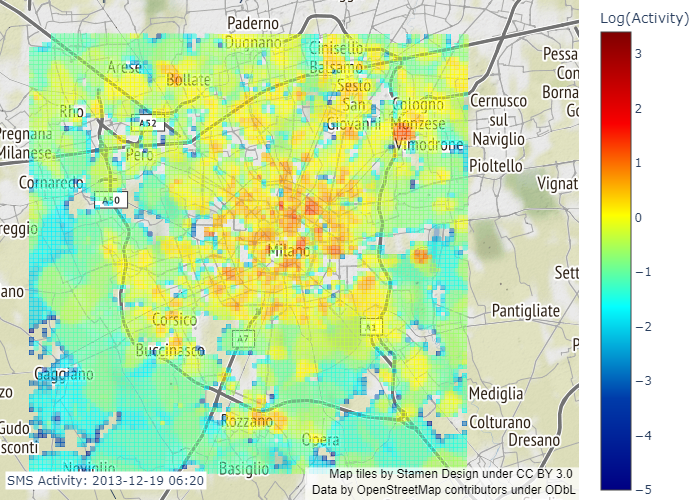 Log(Activity)
Paderno
Dugnano
Cinisello
Balsamo
Arese
Bollate
Sesto
San
Giovanni
Cologno
Monzese
Pessa
Con
Borna
Go
Cernusco
sul
Naviglio
Rho
A52
Pregnana
Milanese
Pero
Vimodrone
Pioltello
Cornaredo
A50
Vignat
reggio
Milano
Sett
ano
Pantigliate
Corsico
A7
A1
Buccinasco
P
Gaggiano
zo
Mediglia
Rozzano
Colturano
Gudo
sconti
Opera
Dresano
Noviglio
Basiglio
SMS Activity: 2013-12-19 06:20
Map tiles by Stamen Design under CC BY 3.0
Data by OpenStreetMap contributors under ODbL
3
2
1
0
−1
−2
−3
−4
−5